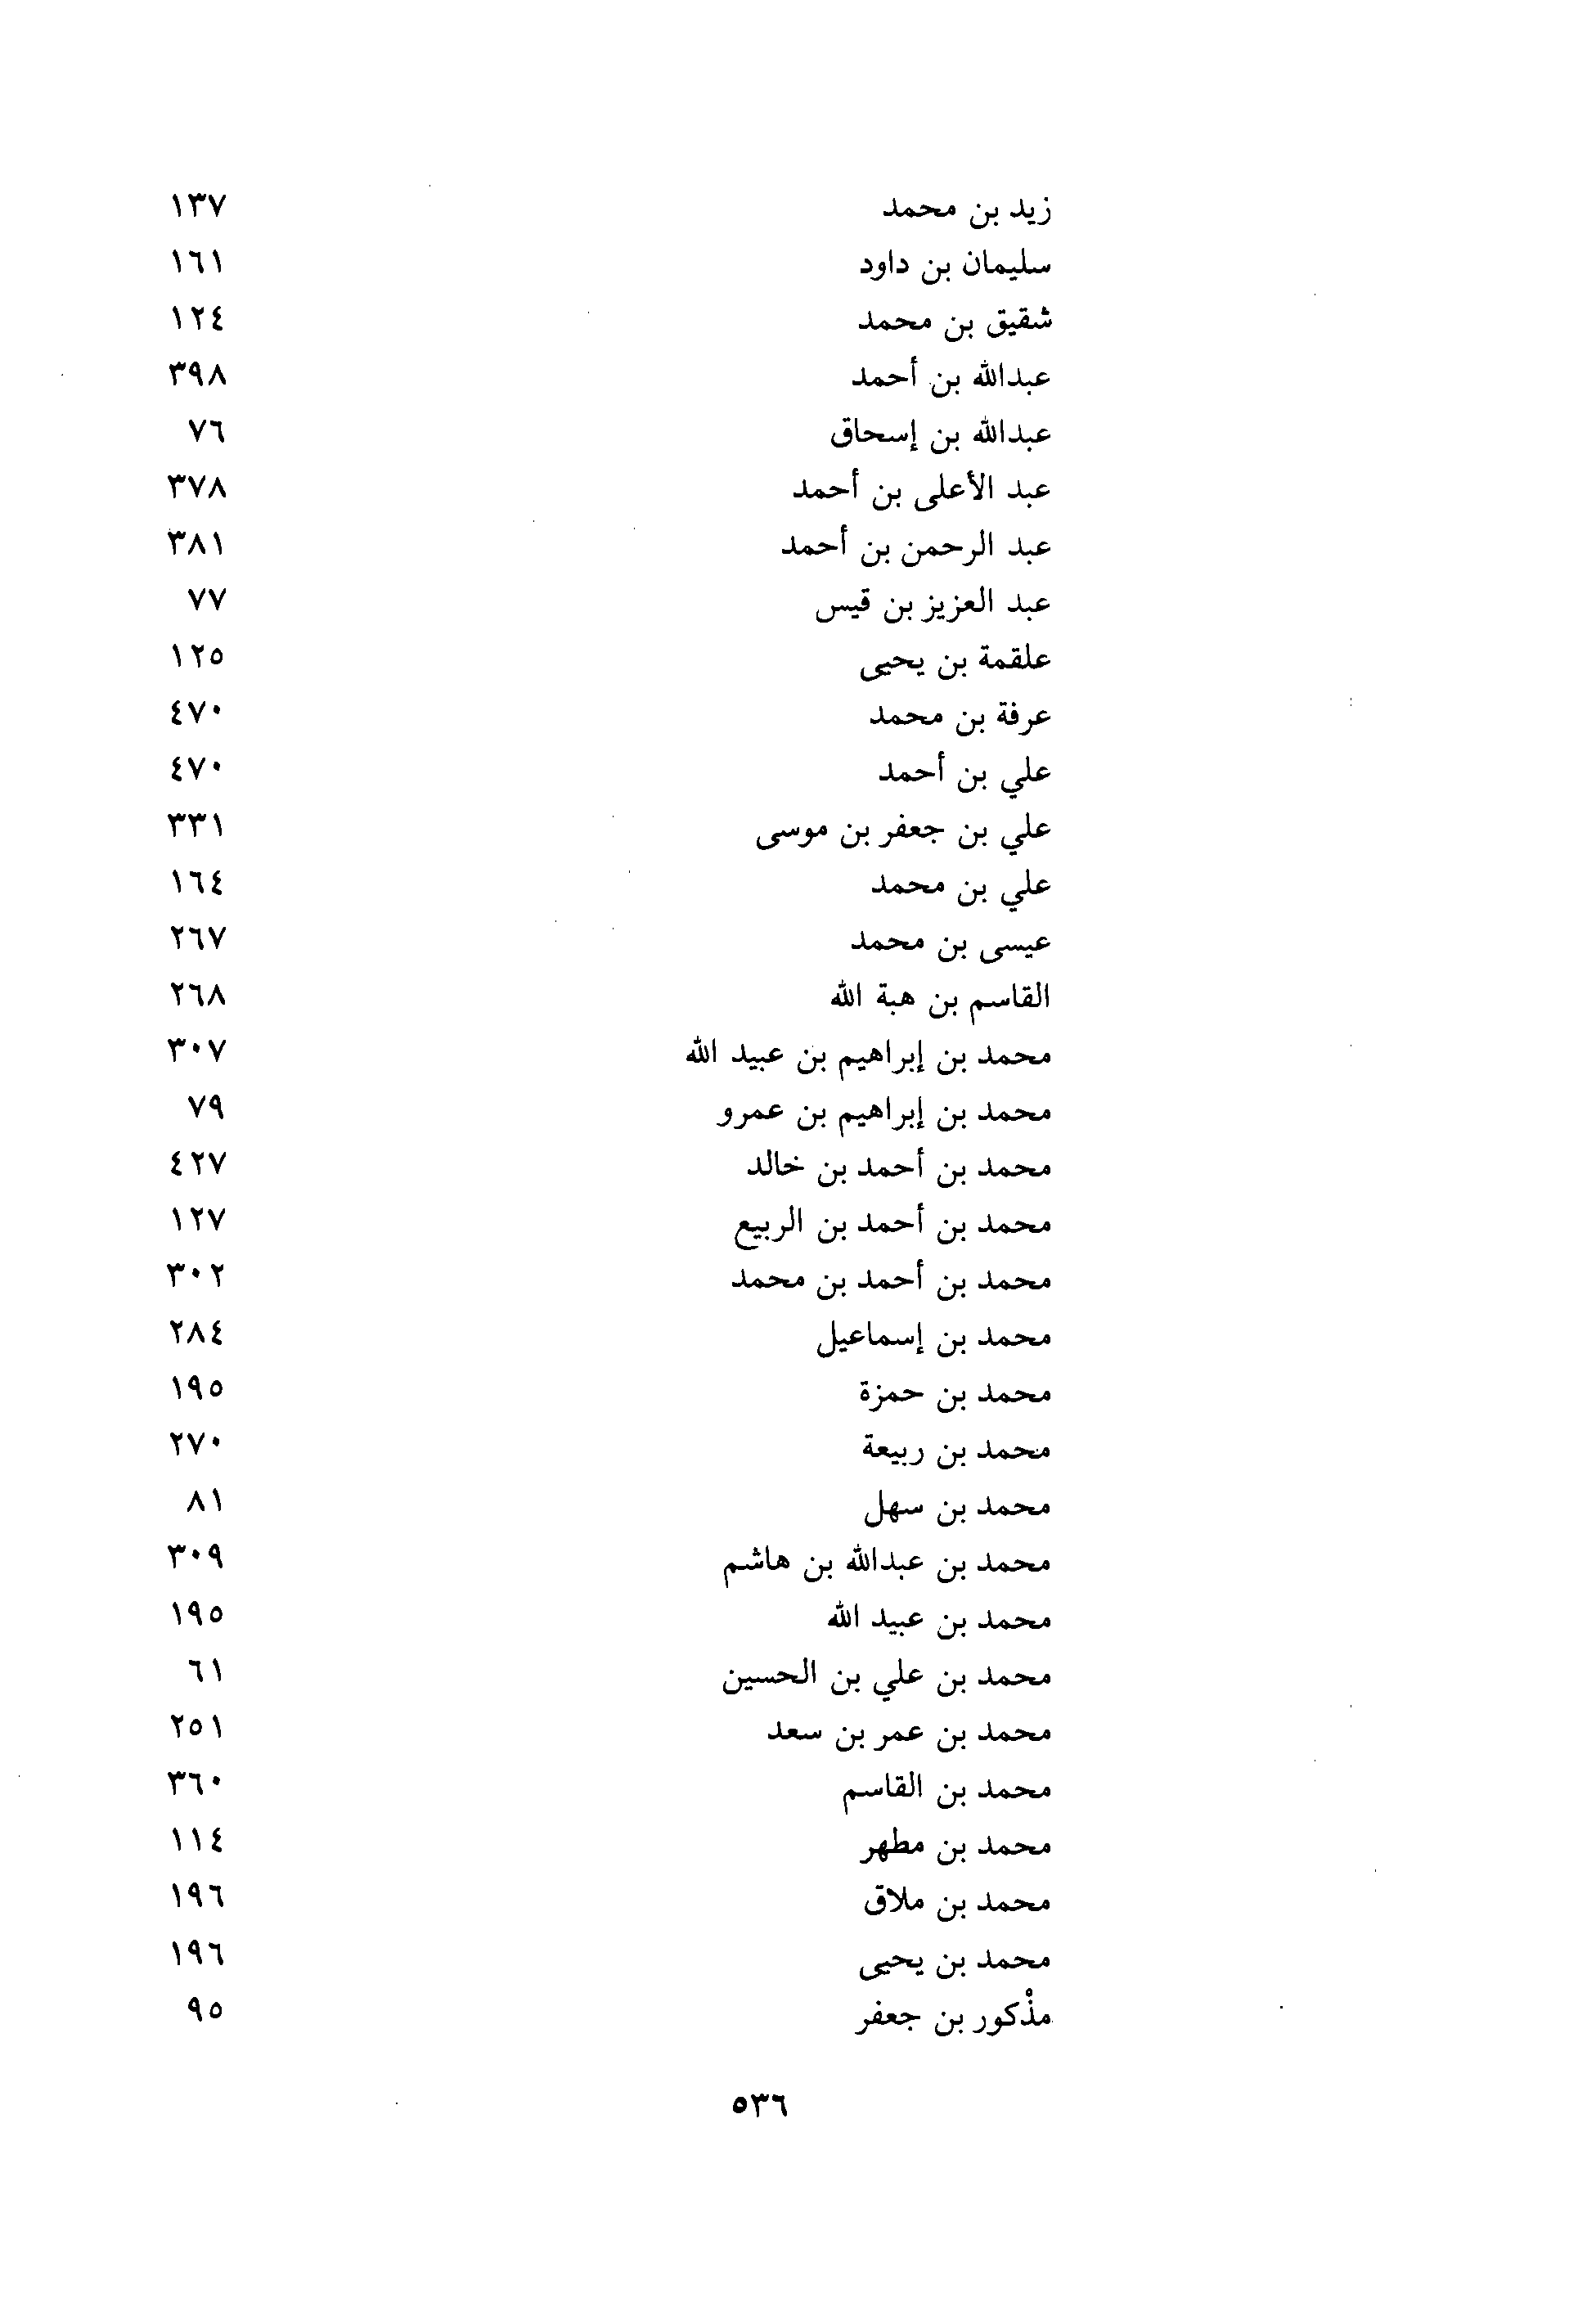 زيد بن محمد ١٣٧
سليمان بن داود ١٦١
شقيق بن محمد ١٢٤
عبدالله بن أحمد ٣٩٨
عبدالله بن إسحاق ٧٦
عبد الأعلى بن أحمد ٣٧٨
عبد الرحمن بن أحمد ٣٨١
عبد العزيز بن قيس ٧٧
علقمة بن يحيى ١٢٥
عرفة بن محمد ٤٧٠
علي بن أحمد ٤٧٠
علي بن جعفر بن موسى ٣٣١
علي بن محمد ١٦٤
عيسى بن محمد ٢٦٧
القاسم بن هبة الله ٢٦٨
محمد بن إبراهيم بن عبيد الله ٣٠٧
محمد بن إبراهيم بن عمرو ٧٩
محمد بن أحمد بن خالد ٤٢٧
محمد بن أحمد بن الربيع ١٢٧
محمد بن أحمد بن محمد ٣٠٢
محمد بن إسماعيل ٢٨٤
محمد بن حمزة ١٩٥
محمد بن ربيعة ٢٧٠
محمد بن سهل ٨١
محمد بن عبدالله بن هاشم ٣٠٩
محمد بن عبيد الله ١٩٥
محمد بن علي بن الحسين ٦١
محمد بن عمر بن سعد ٢٥١
محمد بن القاسم ٣٦٠
محمد بن مطهر ١١٤
محمد بن ملاق ١٩٦
محمد بن يحيى ١٩٦
مذْكور بن جعفر ٩٥
٥٣٦